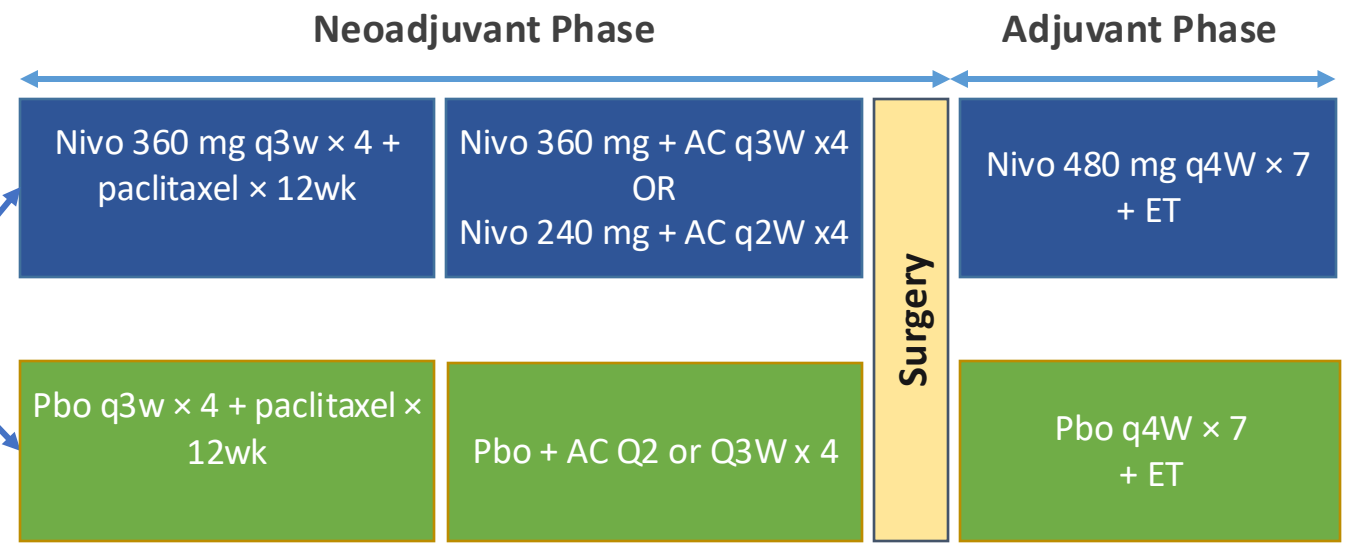 Neoadjuvant Phase
Adjuvant Phase
Nivo 360 mg q3w × 4 +
paclitaxel × 12wk
Nivo 360 mg + AC q3W x4
OR
Nivo 240 mg + AC q2W x4
Surgery
Nivo 480 mg q4W × 7
+ ET
Pbo q3w × 4 + paclitaxel ×
12wk
Pbo + AC Q2 or Q3W x 4
Pbo q4W × 7
+ ET